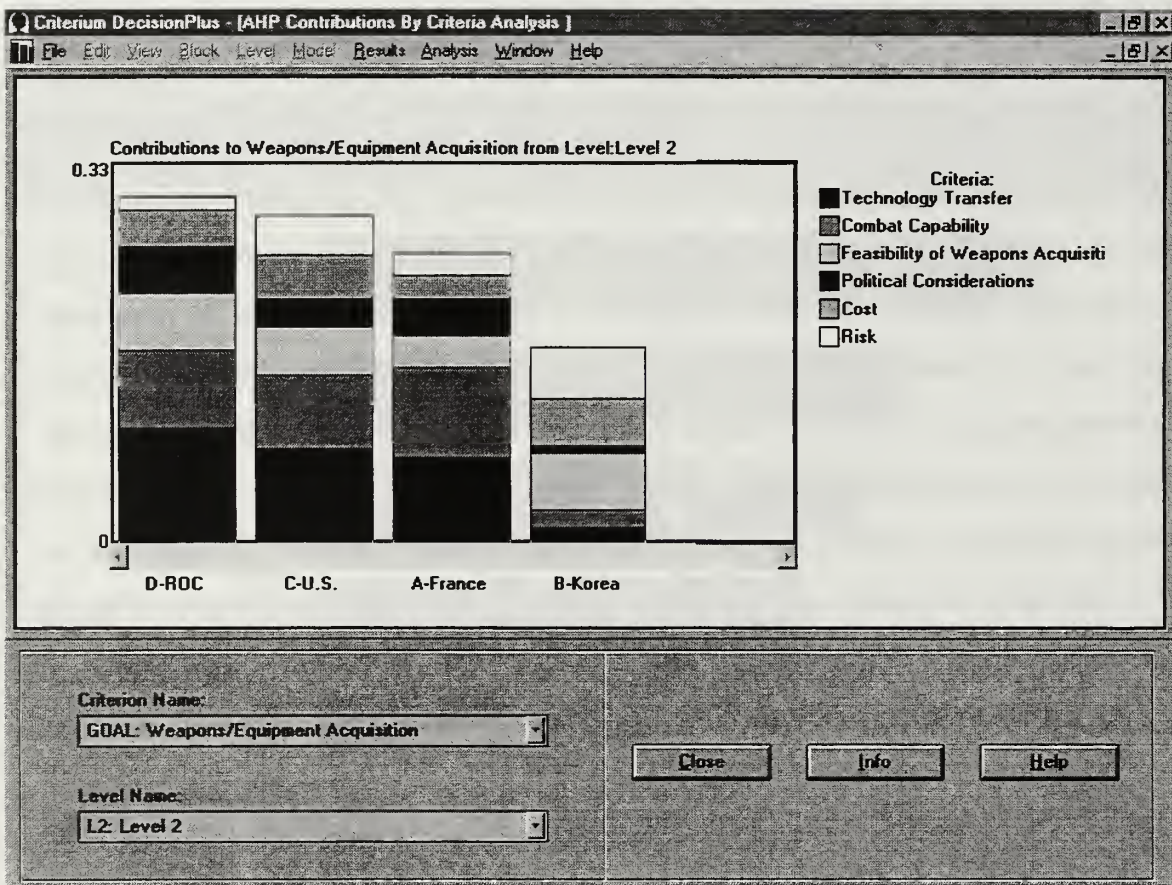 Criterium DecisionPlus - [AHP Contributions By Criteria Analysis ]
File Edit View Block Level Model Results Analysis Window Help
Contributions to Weapons/Equipment Acquisition from Level:Level 2
0.33
0
D-ROC C-U.S. A-France B-Korea
Criteria:
Technology Transfer
Combat Capability
Feasibility of Weapons Acquisiti
Political Considerations
Cost
Risk
Criterion Name:
GOAL: Weapons/Equipment Acquisition
Level Name:
L2: Level 2
Close Info Help